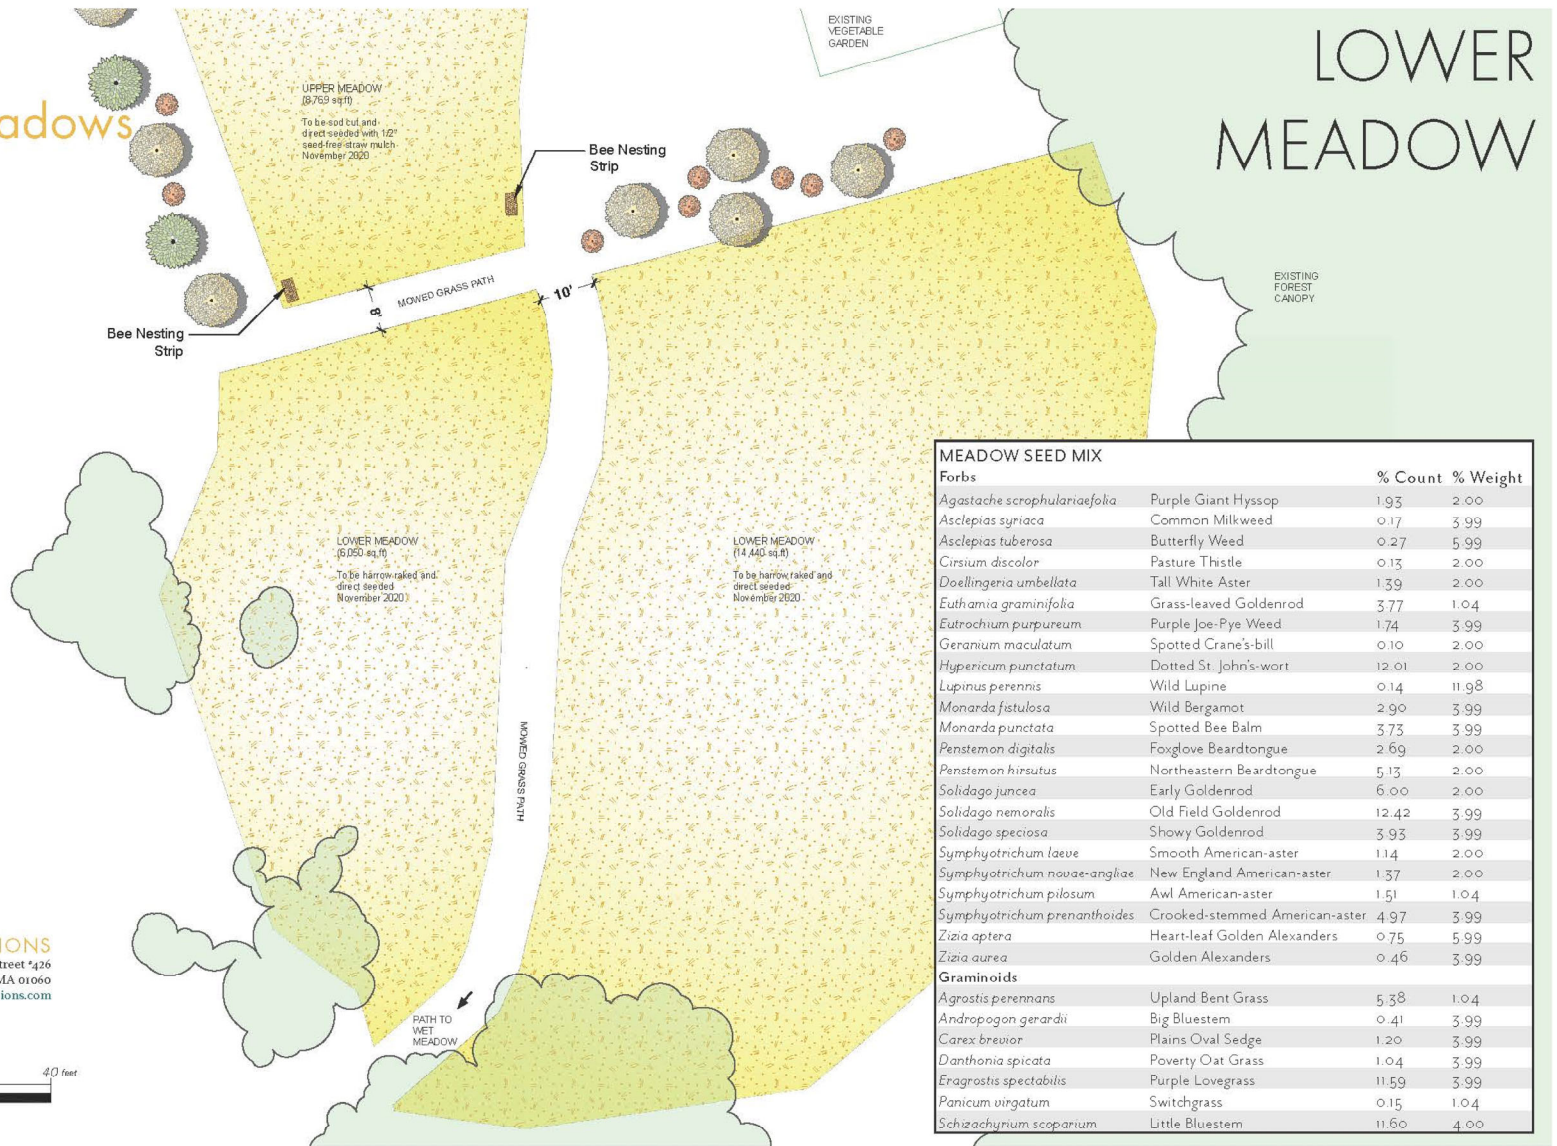 LOWER
MEADOW
EXISTING
VEGETABLE
GARDEN
adows
UPPER MEADOW
(8,769 sq.ft)
To be sod cut and
direct seeded with 1/2"
seed-free straw mulch
November 2020
Bee Nesting
Strip
Bee Nesting
Strip
MOWED GRASS PATH
8'
10'
EXISTING
FOREST
CANOPY
LOWER MEADOW
(6,050 sq.ft)
To be harrow raked and
direct seeded
November 2020
LOWER MEADOW
(14,440 sq.ft)
To be harrow raked and
direct seeded
November 2020
MOWED GRASS PATH
PATH TO
WET
MEADOW
IONS
treet #426
MA 01060
ions.com
40 feet
MEADOW SEED MIX
Forbs % Count % Weight
Agastache scrophulariaefolia Purple Giant Hyssop 1.93 2.00
Asclepias syriaca Common Milkweed 0.17 3.99
Asclepias tuberosa Butterfly Weed 0.27 5.99
Cirsium discolor Pasture Thistle 0.13 2.00
Doellingeria umbellata Tall White Aster 1.39 2.00
Euthamia graminifolia Grass-leaved Goldenrod 3.77 1.04
Eutrochium purpureum Purple Joe-Pye Weed 1.74 3.99
Geranium maculatum Spotted Crane's-bill 0.10 2.00
Hypericum punctatum Dotted St. John's-wort 12.01 2.00
Lupinus perennis Wild Lupine 0.14 11.98
Monarda fistulosa Wild Bergamot 2.90 3.99
Monarda punctata Spotted Bee Balm 3.73 3.99
Penstemon digitalis Foxglove Beardtongue 2.69 2.00
Penstemon hirsutus Northeastern Beardtongue 5.13 2.00
Solidago juncea Early Goldenrod 6.00 2.00
Solidago nemoralis Old Field Goldenrod 12.42 3.99
Solidago speciosa Showy Goldenrod 3.93 3.99
Symphyotrichum laeve Smooth American-aster 1.14 2.00
Symphyotrichum novae-angliae New England American-aster 1.37 2.00
Symphyotrichum pilosum Awl American-aster 1.51 1.04
Symphyotrichum prenanthoides Crooked-stemmed American-aster 4.97 3.99
Zizia aptera Heart-leaf Golden Alexanders 0.75 5.99
Zizia aurea Golden Alexanders 0.46 3.99
Graminoids
Agrostis perennans Upland Bent Grass 5.38 1.04
Andropogon gerardii Big Bluestem 0.41 3.99
Carex brevior Plains Oval Sedge 1.20 3.99
Danthonia spicata Poverty Oat Grass 1.04 3.99
Eragrostis spectabilis Purple Lovegrass 11.59 3.99
Panicum virgatum Switchgrass 0.15 1.04
Schizachyrium scoparium Little Bluestem 11.60 4.00